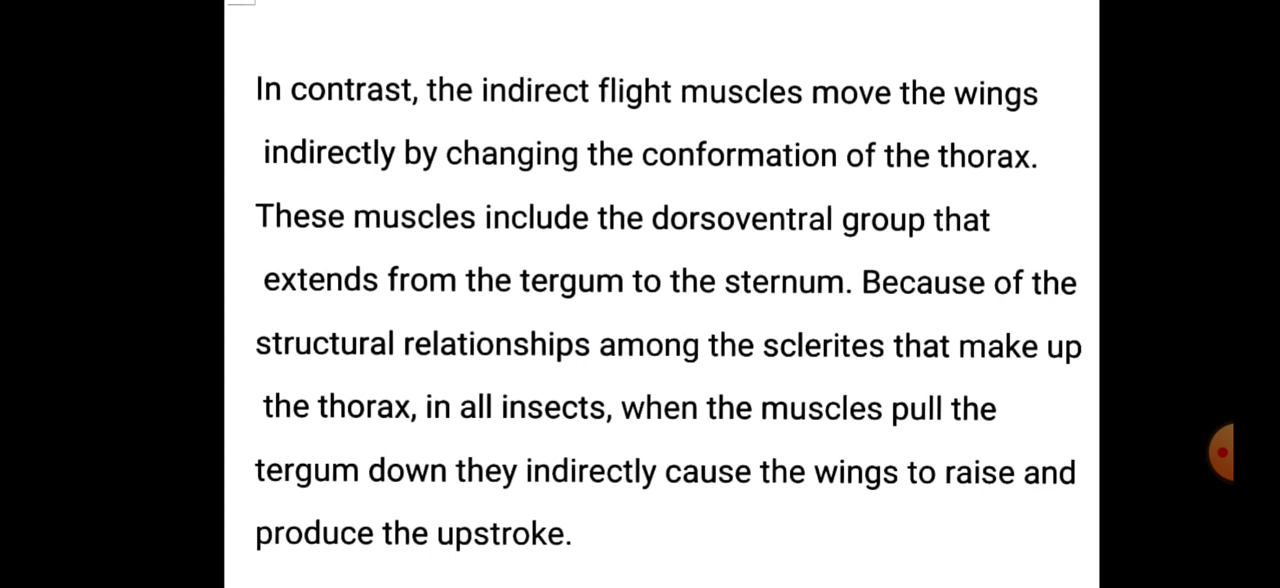 In contrast, the indirect flight muscles move the wings
indirectly by changing the conformation of the thorax.
These muscles include the dorsoventral group that
extends from the tergum to the sternum. Because of the
structural relationships among the sclerites that make up
the thorax, in all insects, when the muscles pull the
tergum down they indirectly cause the wings to raise and
produce the upstroke.